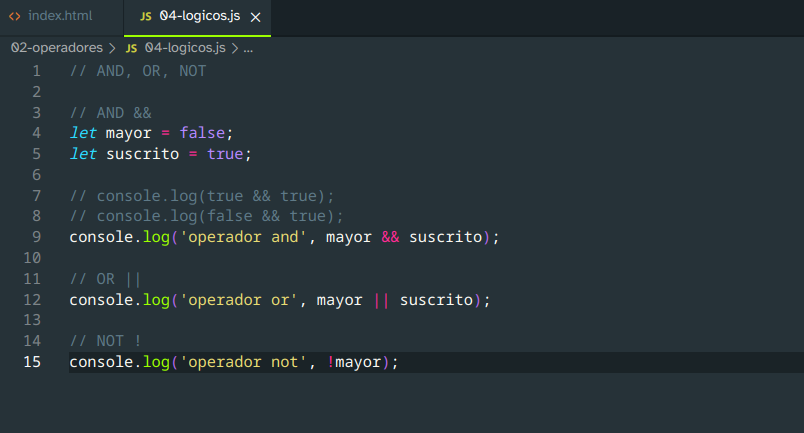 index.html
JS 04-logicos.js
02-operadores > JS 04-logicos.js > ...
1 // AND, OR, NOT
2
3 // AND &&
4 let mayor = false;
5 let suscrito = true;
6
7 // console.log(true && true);
8 // console.log(false && true);
9 console.log('operador and', mayor && suscrito);
10
11 // OR ||
12 console.log('operador or', mayor || suscrito);
13
14 // NOT !
15 console.log('operador not', !mayor);